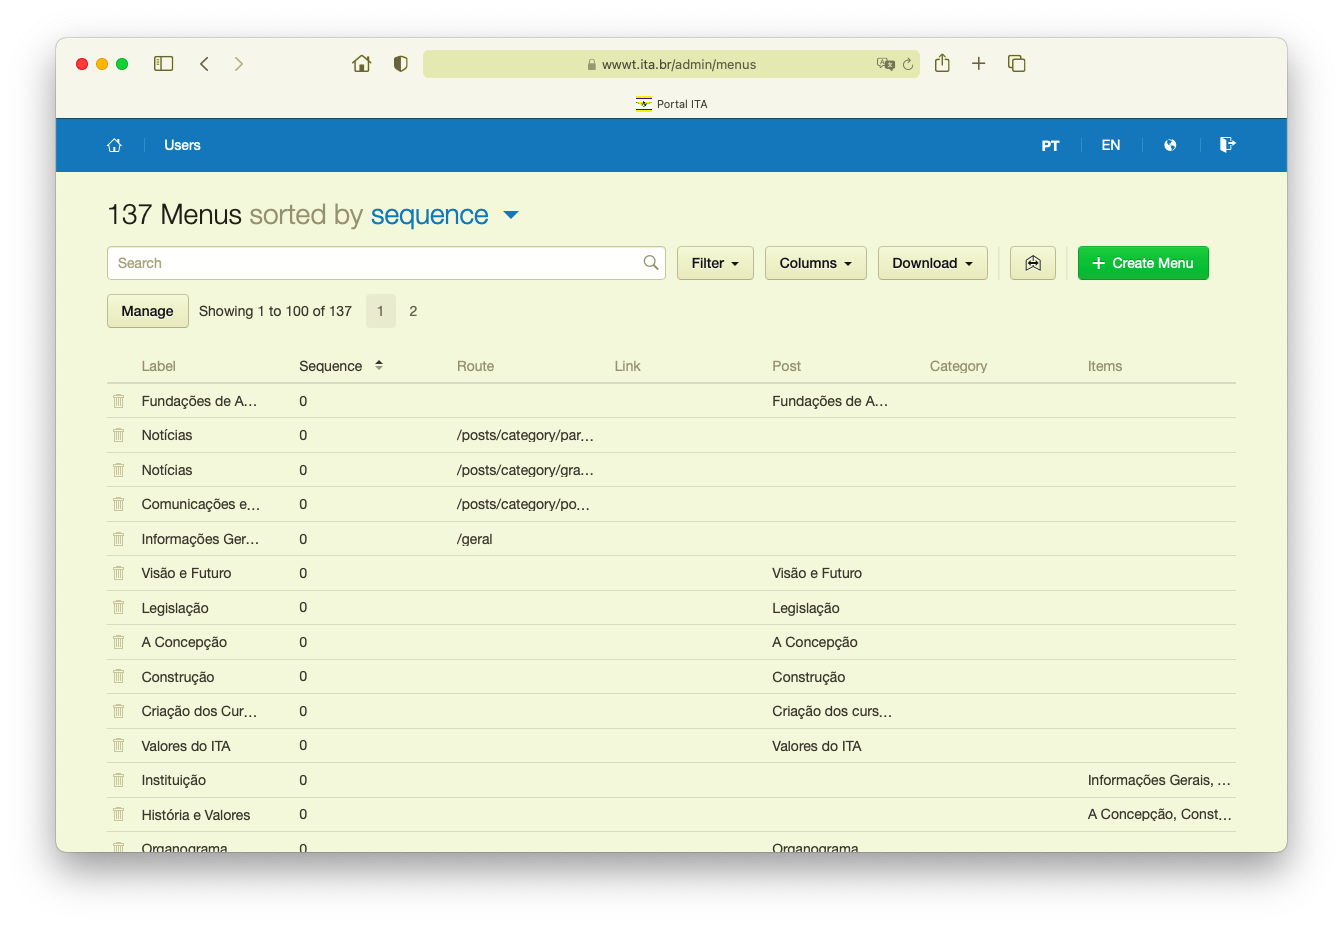 wwwt.ita.br/admin/menus
Portal ITA
Users PT EN
137 Menus sorted by sequence
Search Filter Columns Download + Create Menu
Manage Showing 1 to 100 of 137 1 2
Label Sequence Route Link Post Category Items
Fundações de A... 0 Fundações de A...
Notícias 0 /posts/category/par...
Notícias 0 /posts/category/gra...
Comunicações e... 0 /posts/category/po...
Informações Ger... 0 /geral
Visão e Futuro 0 Visão e Futuro
Legislação 0 Legislação
A Concepção 0 A Concepção
Construção 0 Construção
Criação dos Cur... 0 Criação dos curs...
Valores do ITA 0 Valores do ITA
Instituição 0 Informações Gerais, ...
História e Valores 0 A Concepção, Const...
Organograma 0 Organograma